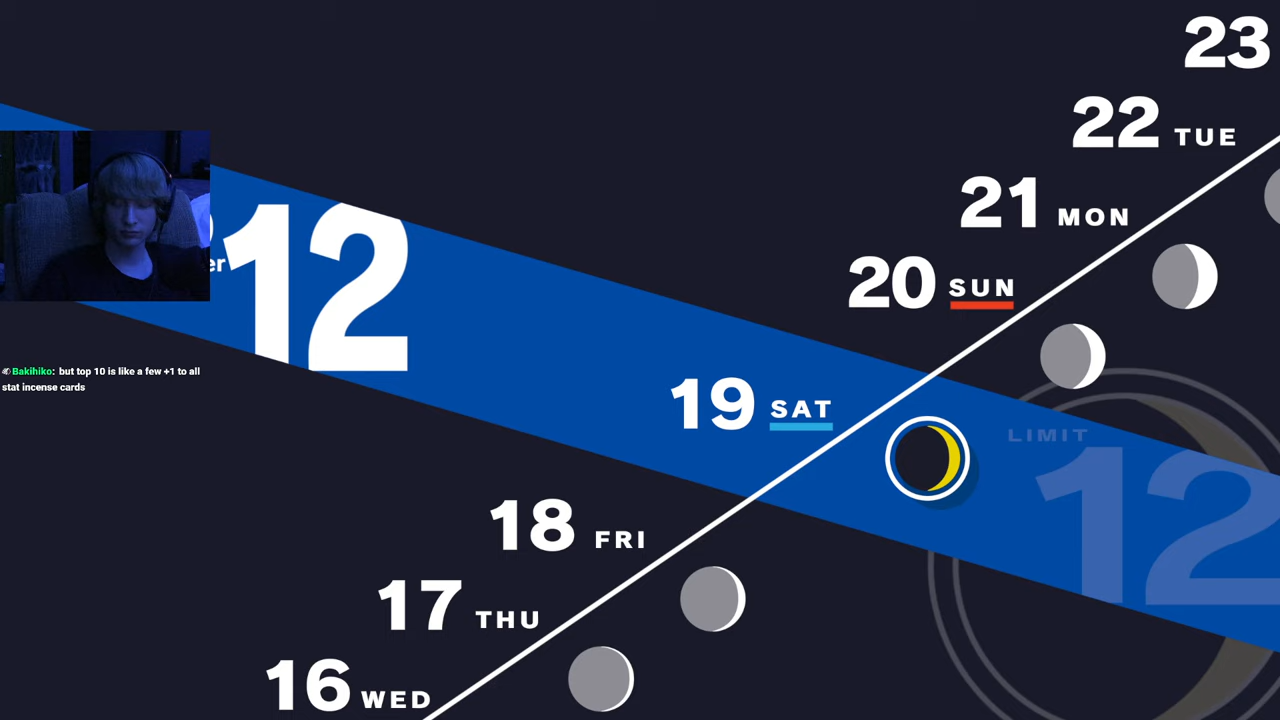 23
22 TUE
21 MON
20 SUN
er 12
19 SAT
Bakihiko: but top 10 is like a few +1 to all
stat incense cards
LIMIT
12
18 FRI
17 THU
16 WED